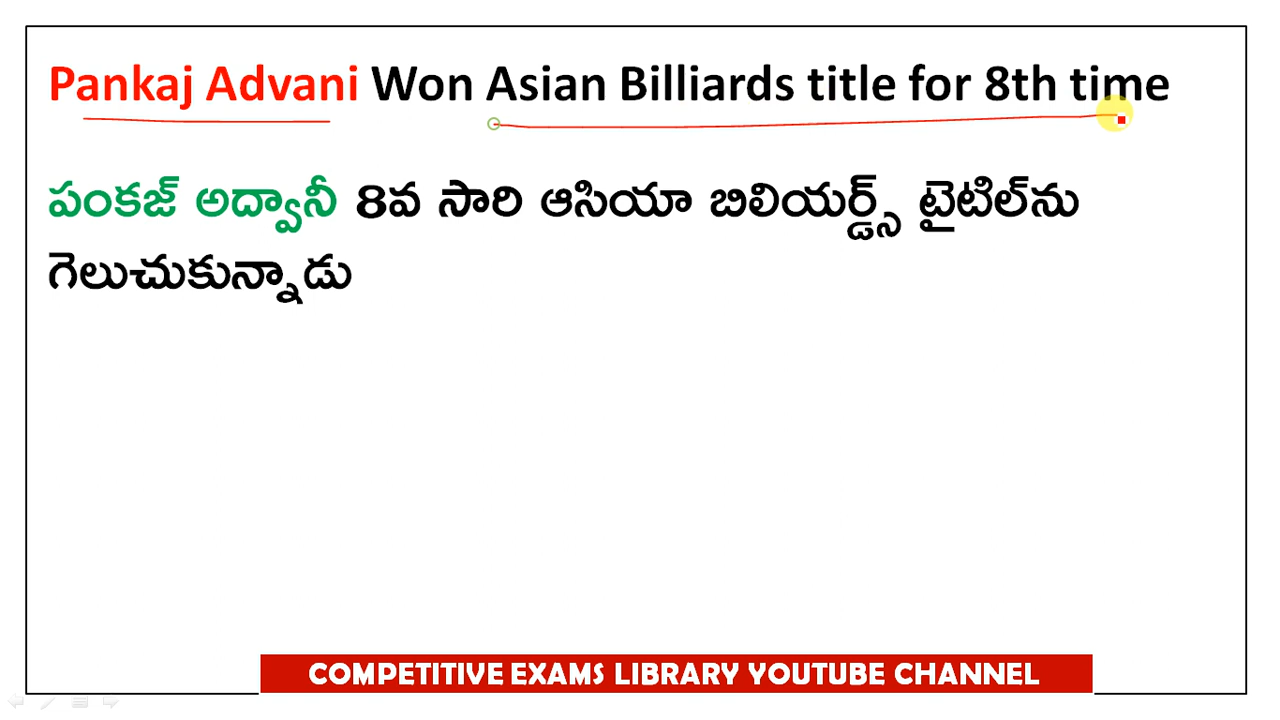 Pankaj Advani Won Asian Billiards title for 8th time
పంకజ్ అద్వానీ 8వ సారి ఆసియా బిలియర్డ్స్ టైటిల్‌ను
గెలుచుకున్నాడు
COMPETITIVE EXAMS LIBRARY YOUTUBE CHANNEL